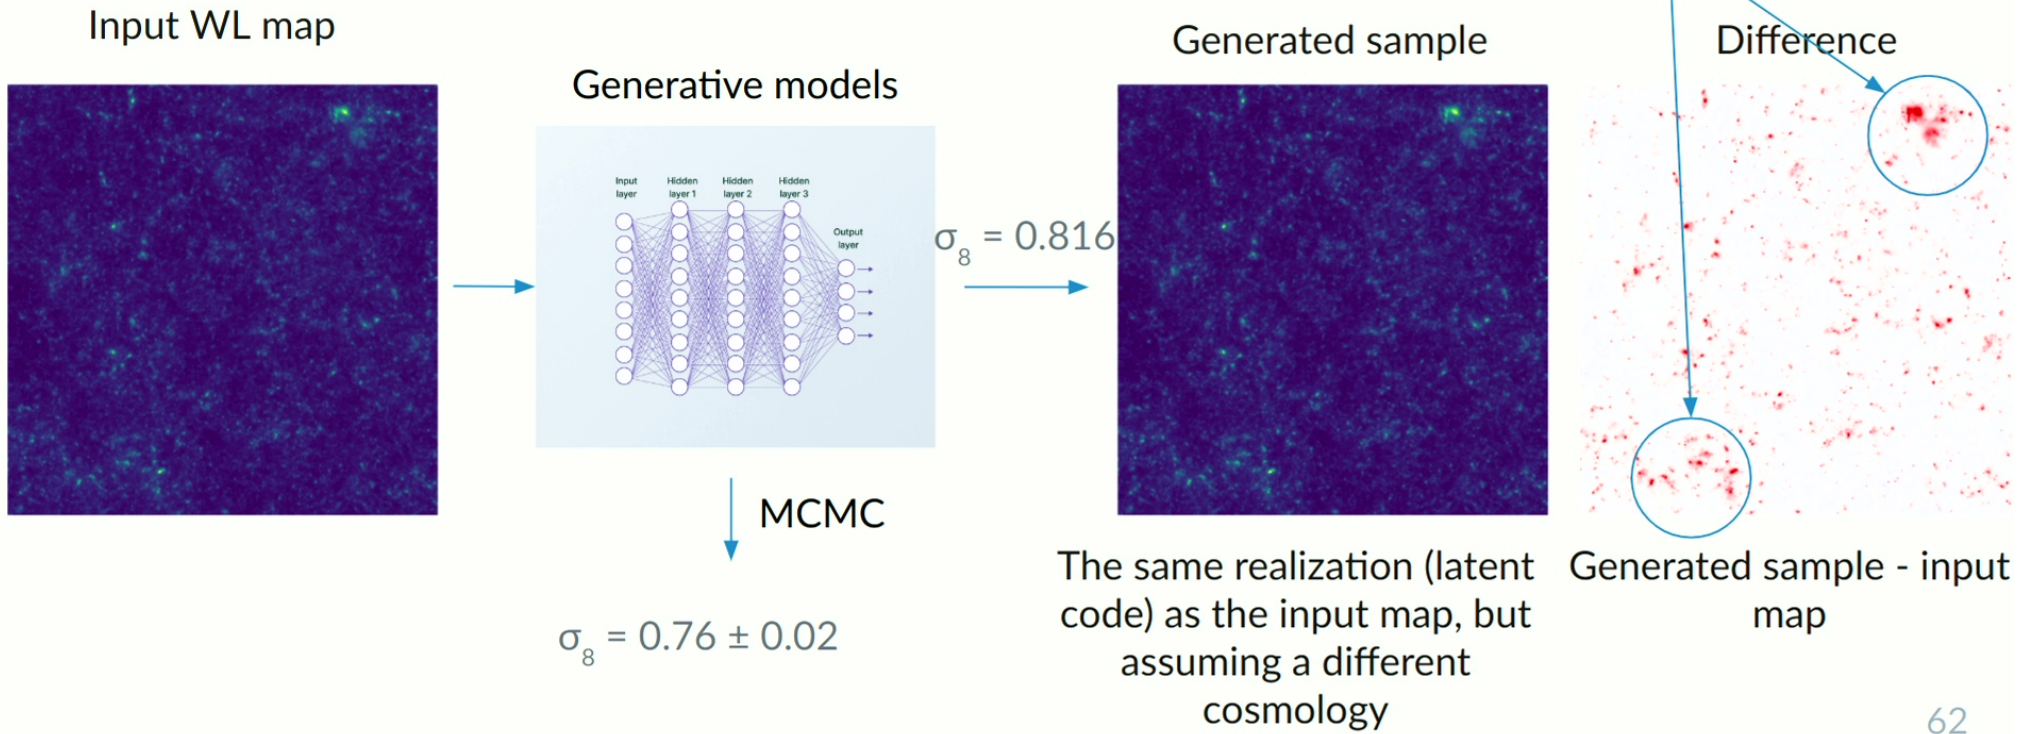 Input WL map
Generative models
Input
layer
Hidden
layer 1
Hidden
layer 2
Hidden
layer 3
Output
layer
MCMC
σ8 = 0.76 ± 0.02
σ8 = 0.816
Generated sample
The same realization (latent
code) as the input map, but
assuming a different
cosmology
Difference
Generated sample - input
map
62